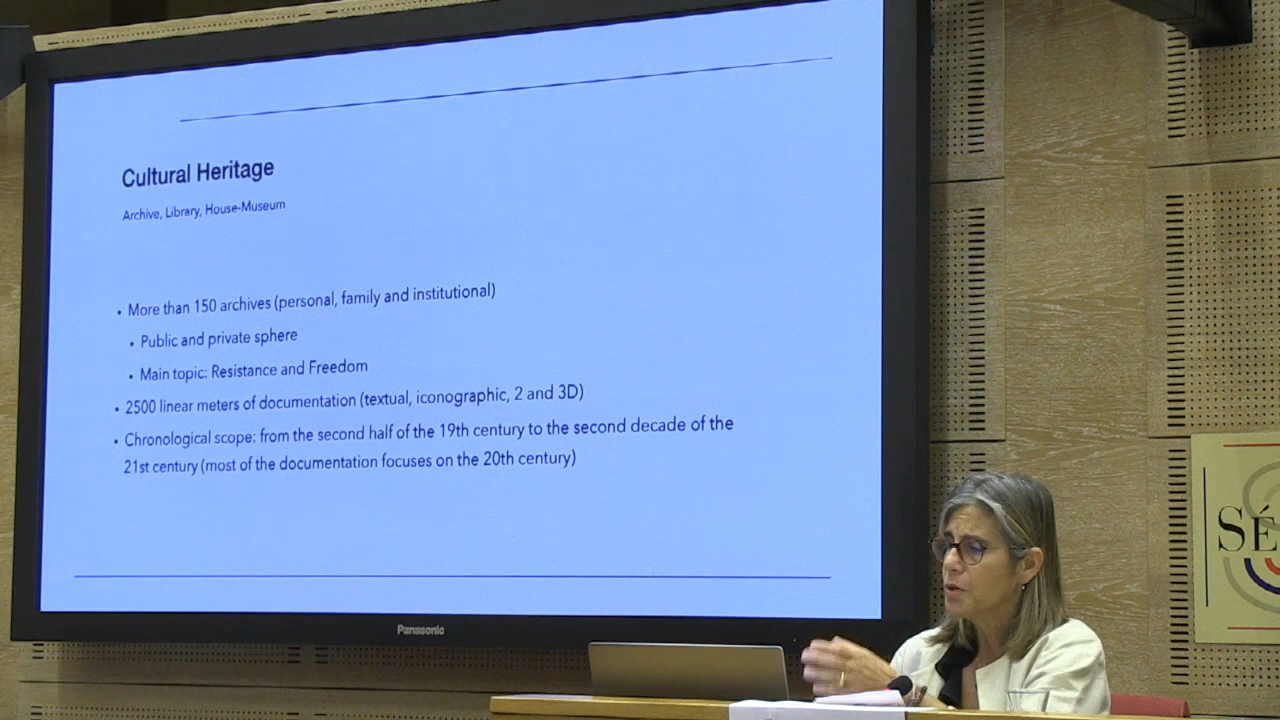 Cultural Heritage
Archive, Library, House-Museum
• More than 150 archives (personal, family and institutional)
• Public and private sphere
• Main topic: Resistance and Freedom
• 2500 linear meters of documentation (textual, iconographic, 2 and 3D)
• Chronological scope: from the second half of the 19th century to the second decade of the
21st century (most of the documentation focuses on the 20th century)
Panasonic
SÉ